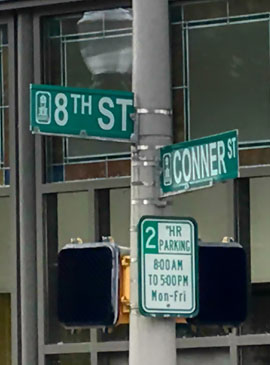 8TH ST
CONNER ST
2 HR
PARKING
8:00AM
TO 5:00PM
Mon-Fri